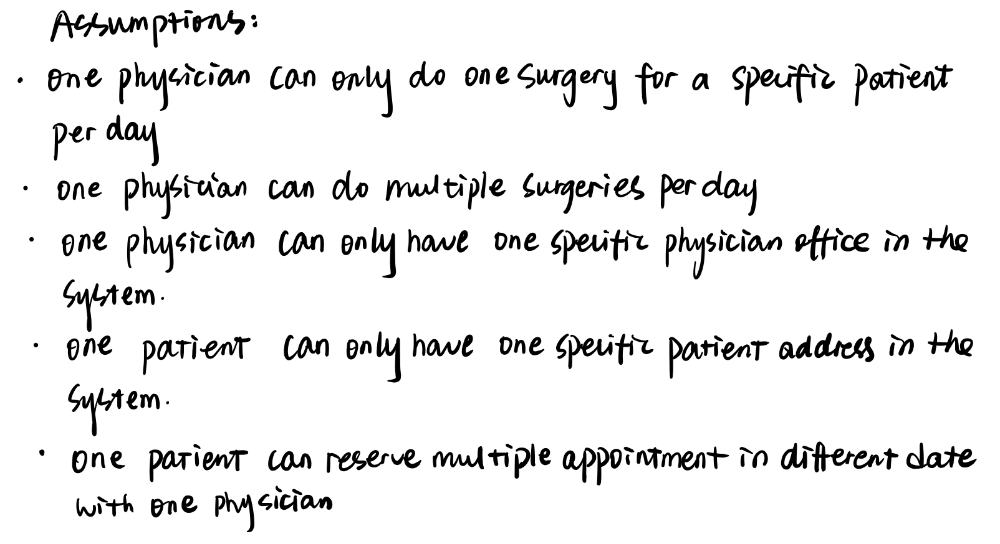 Assumptions:
· one physician can only do one surgery for a specific patient
per day
· one physician can do multiple surgeries per day
· one physician can only have one specific physician office in the
system.
· one patient can only have one specific patient address in the
system.
· one patient can reserve multiple appointment in different date
with one physician